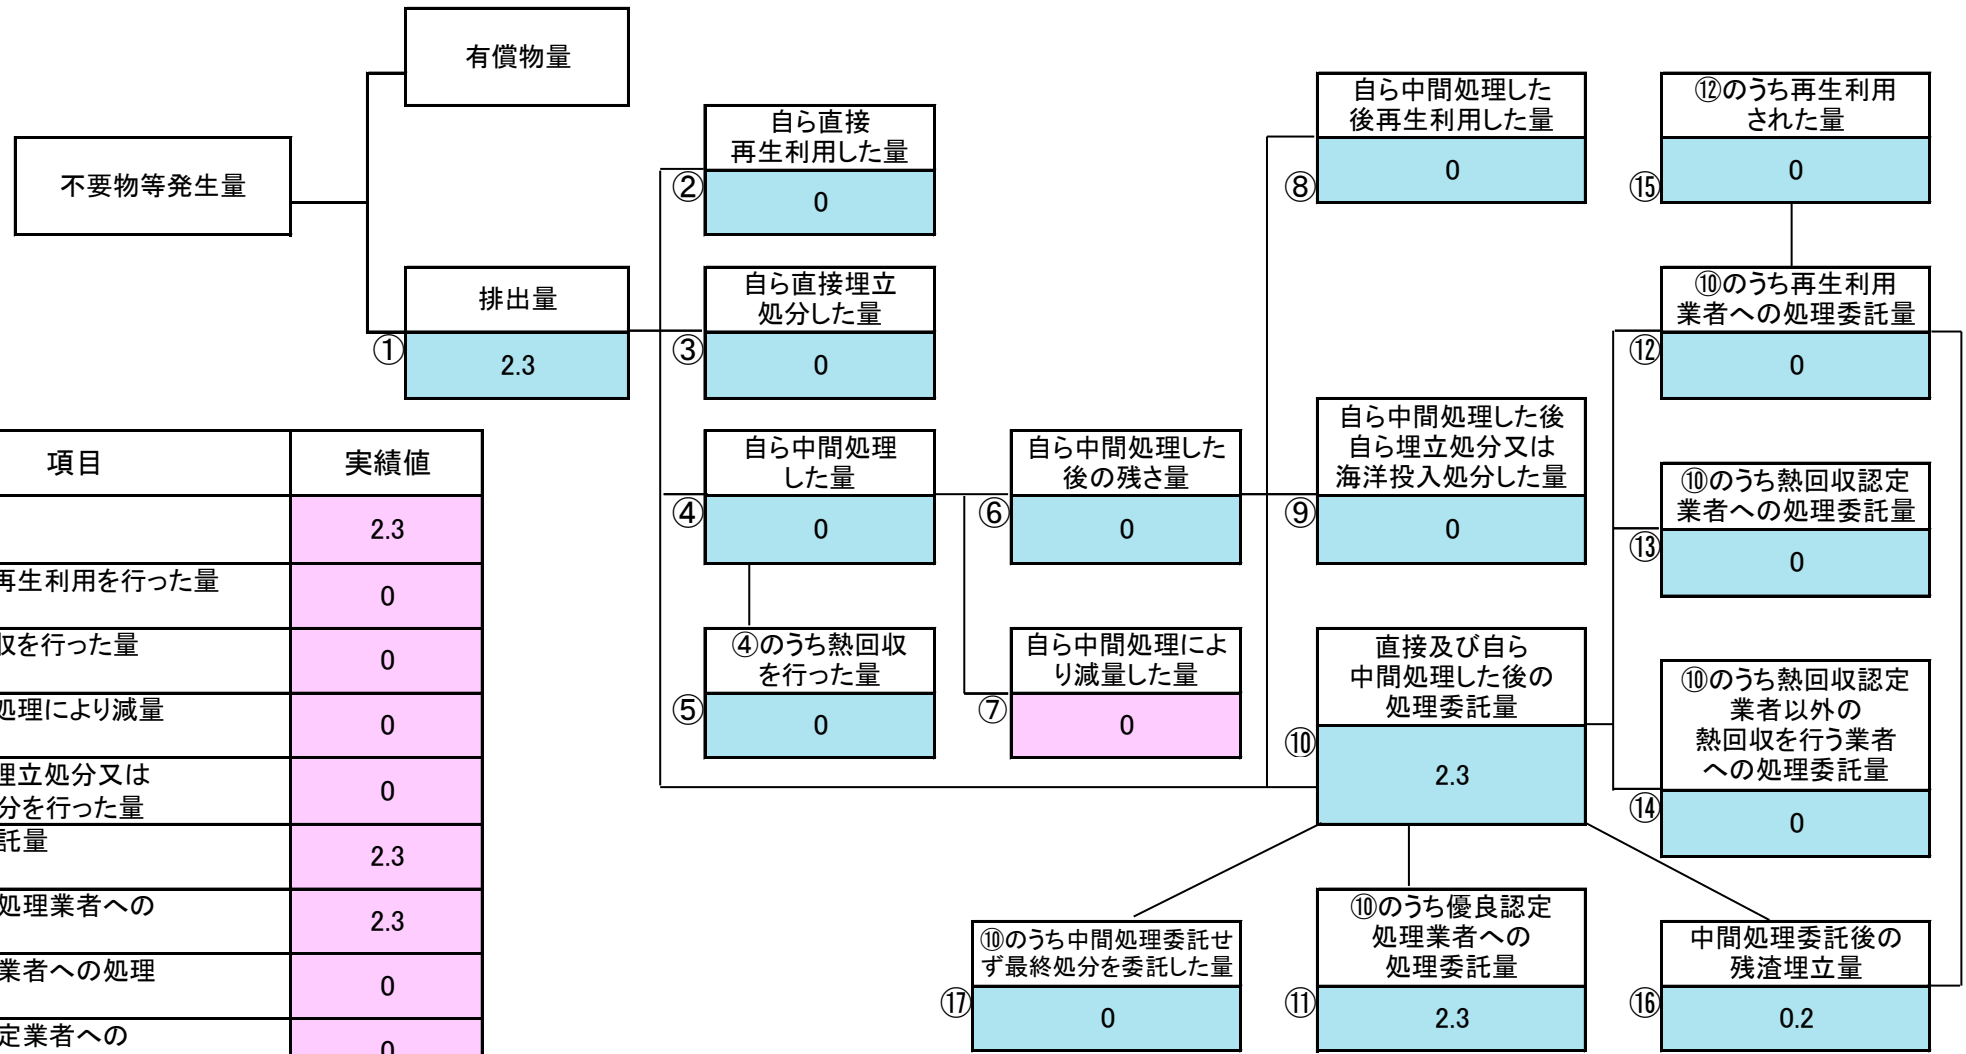 有償物量
不要物等発生量
排出量
①
2.3
自ら直接
再生利用した量
②
0
自ら直接埋立
処分した量
③
0
自ら中間処理
した量
④
0
④のうち熱回収
を行った量
⑤
0
自ら中間処理した
後の残さ量
⑥
0
自ら中間処理によ
り減量した量
⑦
0
自ら中間処理した
後再生利用した量
⑧
0
自ら中間処理した後
自ら埋立処分又は
海洋投入処分した量
⑨
0
直接及び自ら
中間処理した後の
処理委託量
⑩
2.3
⑫のうち再生利用
された量
⑮
0
⑩のうち再生利用
業者への処理委託量
⑫
0
⑩のうち熱回収認定
業者への処理委託量
⑬
0
⑩のうち熱回収認定
業者以外の
熱回収を行う業者
への処理委託量
⑭
0
⑩のうち中間処理委託せ
ず最終処分を委託した量
⑰
0
⑩のうち優良認定
処理業者への
処理委託量
⑪
2.3
中間処理委託後の
残渣埋立量
⑯
0.2
項目
実績値
2.3
再生利用を行った量
0
収を行った量
0
処理により減量
0
埋立処分又は
分を行った量
0
託量
2.3
処理業者への
2.3
業者への処理
0
定業者への
0